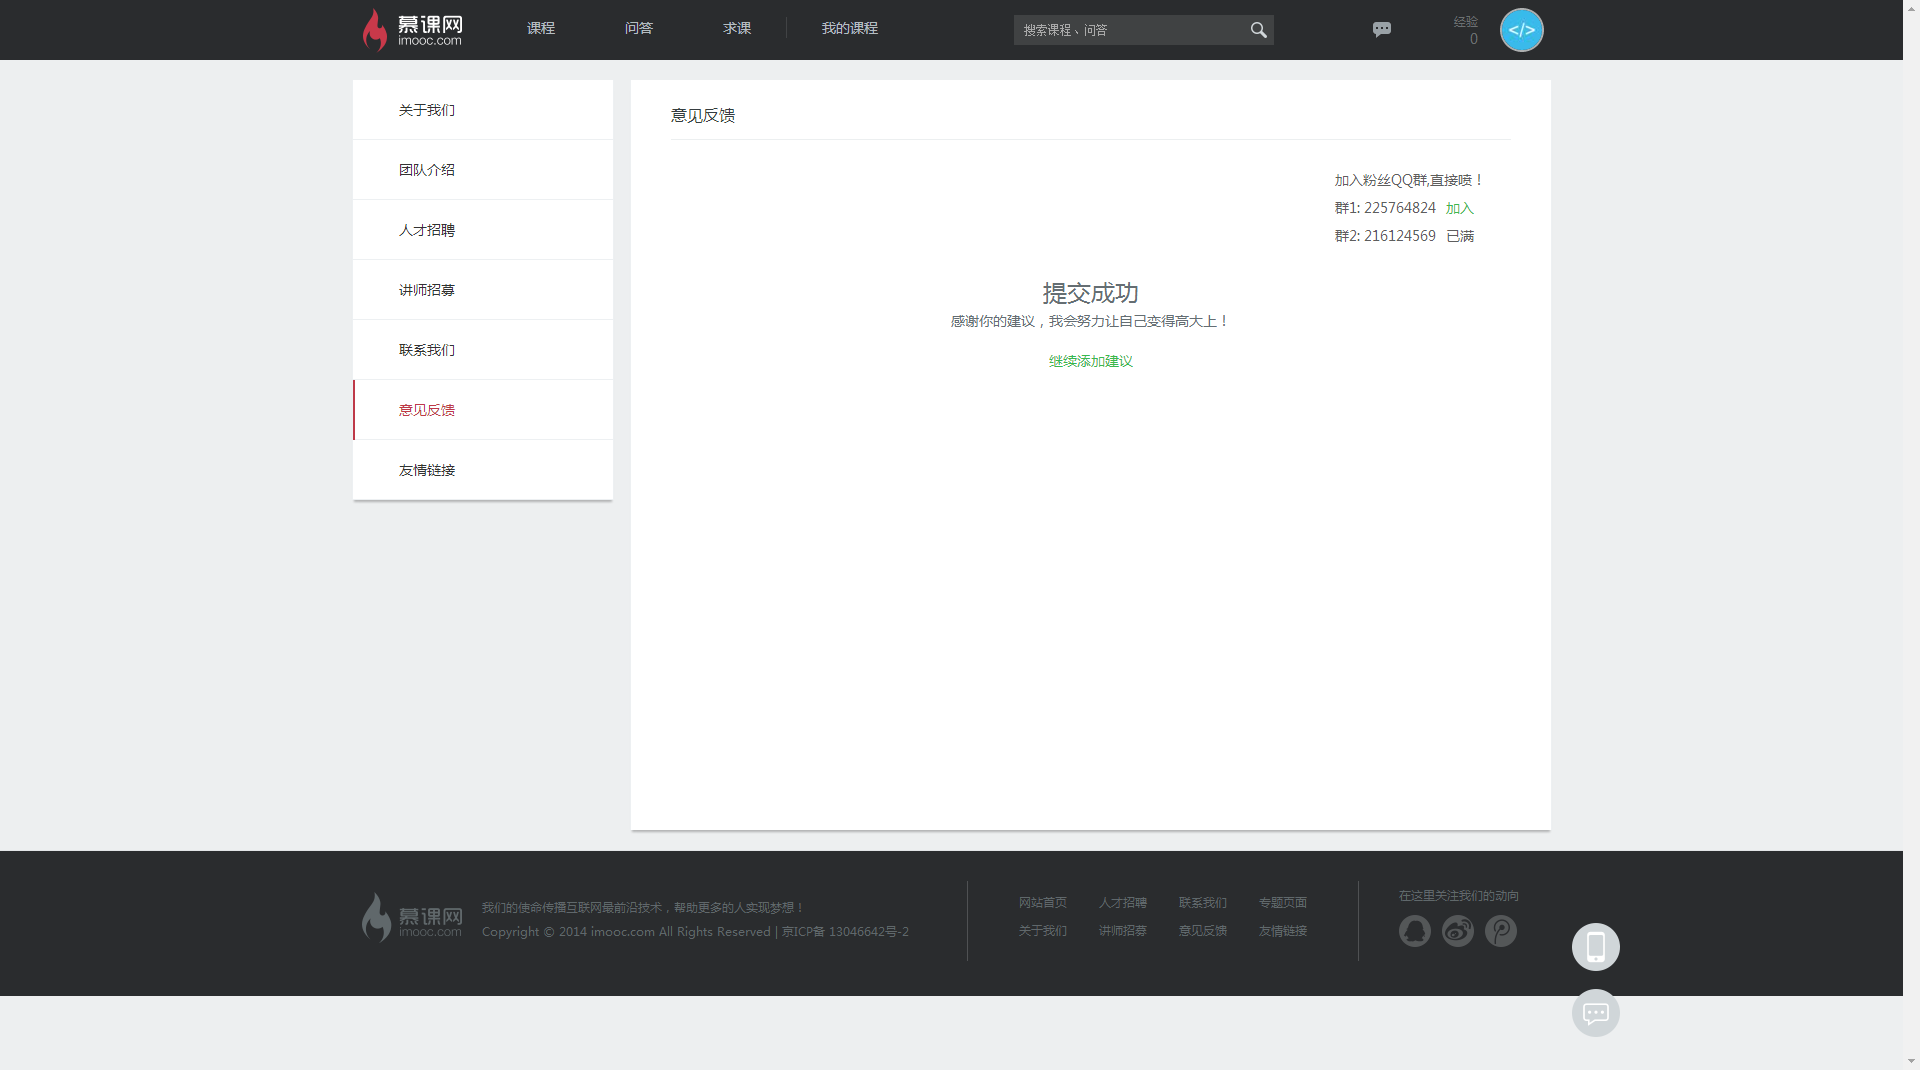 慕课网
imooc.com
课程
问答
求课
我的课程
搜索课程、问答
经验
0
</>
关于我们
团队介绍
人才招聘
讲师招募
联系我们
意见反馈
友情链接
意见反馈
加入粉丝QQ群,直接喷！
群1: 225764824 加入
群2: 216124569 已满
提交成功
感谢你的建议，我会努力让自己变得高大上！
继续添加建议
慕课网
imooc.com
我们的使命传播互联网最前沿技术，帮助更多的人实现梦想！
Copyright © 2014 imooc.com All Rights Reserved | 京ICP备 13046642号-2
网站首页 人才招聘 联系我们 专题页面
关于我们 讲师招募 意见反馈 友情链接
在这里关注我们的动向